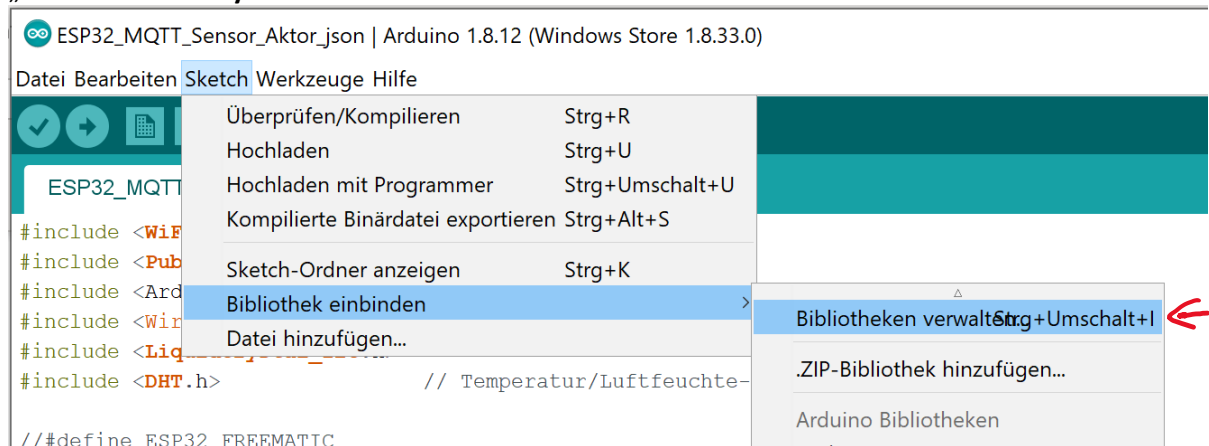 ESP32_MQTT_Sensor_Aktor_json | Arduino 1.8.12 (Windows Store 1.8.33.0)
Datei Bearbeiten Sketch Werkzeuge Hilfe
Überprüfen/Kompilieren Strg+R
Hochladen Strg+U
Hochladen mit Programmer Strg+Umschalt+U
Kompilierte Binärdatei exportieren Strg+Alt+S
Sketch-Ordner anzeigen Strg+K
Bibliothek einbinden
Datei hinzufügen...
Bibliotheken verwalten... Strg+Umschalt+I
.ZIP-Bibliothek hinzufügen...
Arduino Bibliotheken
ESP32_MQTT
#include <WiF
#include <Pub
#include <Ard
#include <Wir
#include <Liq
#include <DHT.h> // Temperatur/Luftfeuchte-
//#define ESP32_FREEMATIC